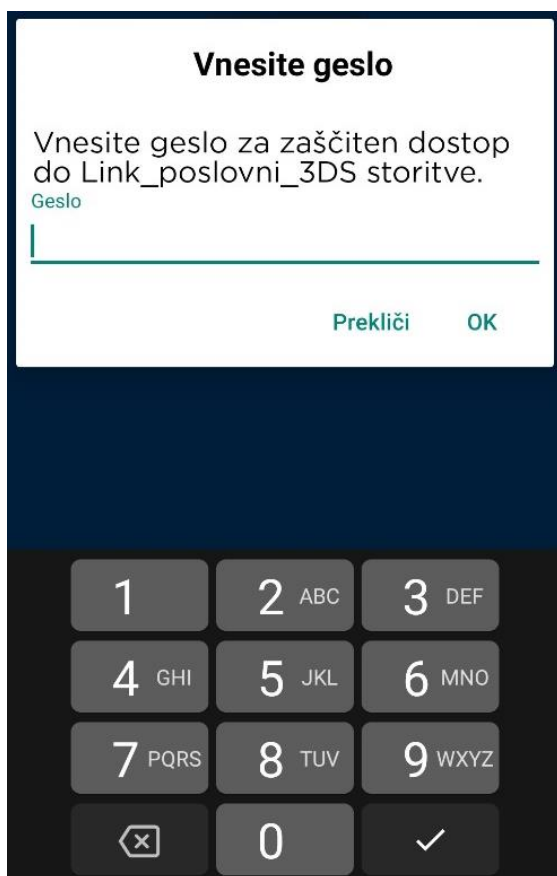 Vnesite geslo
Vnesite geslo za zaščiten dostop
do Link_poslovni_3DS storitve.
Geslo
Prekliči OK
1 2 ABC 3 DEF
4 GHI 5 JKL 6 MNO
7 PQRS 8 TUV 9 WXYZ
0